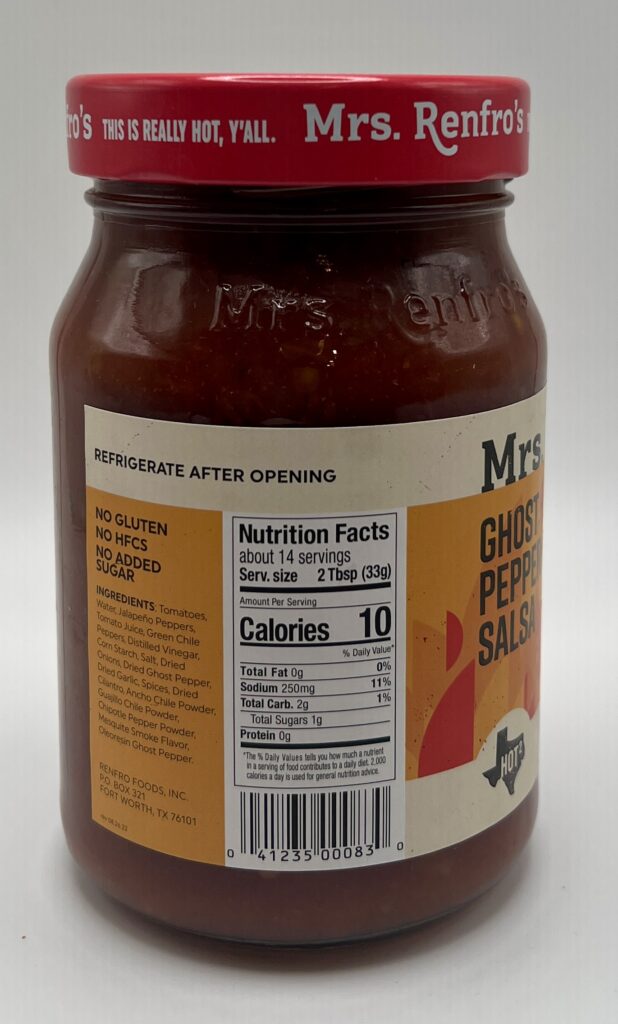 fro's THIS IS REALLY HOT, Y'ALL. Mrs. Renfro's
Mrs. Renfro's
REFRIGERATE AFTER OPENING
NO GLUTEN
NO HFCS
NO ADDED
SUGAR
INGREDIENTS: Tomatoes,
Water, Jalapeño Peppers,
Tomato Juice, Green Chile
Peppers, Distilled Vinegar,
Corn Starch, Salt, Dried
Onions, Dried Ghost Pepper,
Dried Garlic, Spices, Dried
Cilantro, Ancho Chile Powder,
Guajillo Chile Powder,
Chipotle Pepper Powder,
Mesquite Smoke Flavor,
Oleoresin Ghost Pepper.
RENFRO FOODS, INC.
P.O. BOX 321
FORT WORTH, TX 76101
Nutrition Facts
about 14 servings
Serv. size 2 Tbsp (33g)
Amount Per Serving
Calories 10
% Daily Value*
Total Fat 0g 0%
Sodium 250mg 11%
Total Carb. 2g 1%
Total Sugars 1g
Protein 0g
*The % Daily Values tells you how much a nutrient
in a serving of food contributes to a daily diet. 2,000
calories a day is used for general nutrition advice.
0 41235 00083 0
Mrs.
GHOST
PEPPER
SALSA
HOT